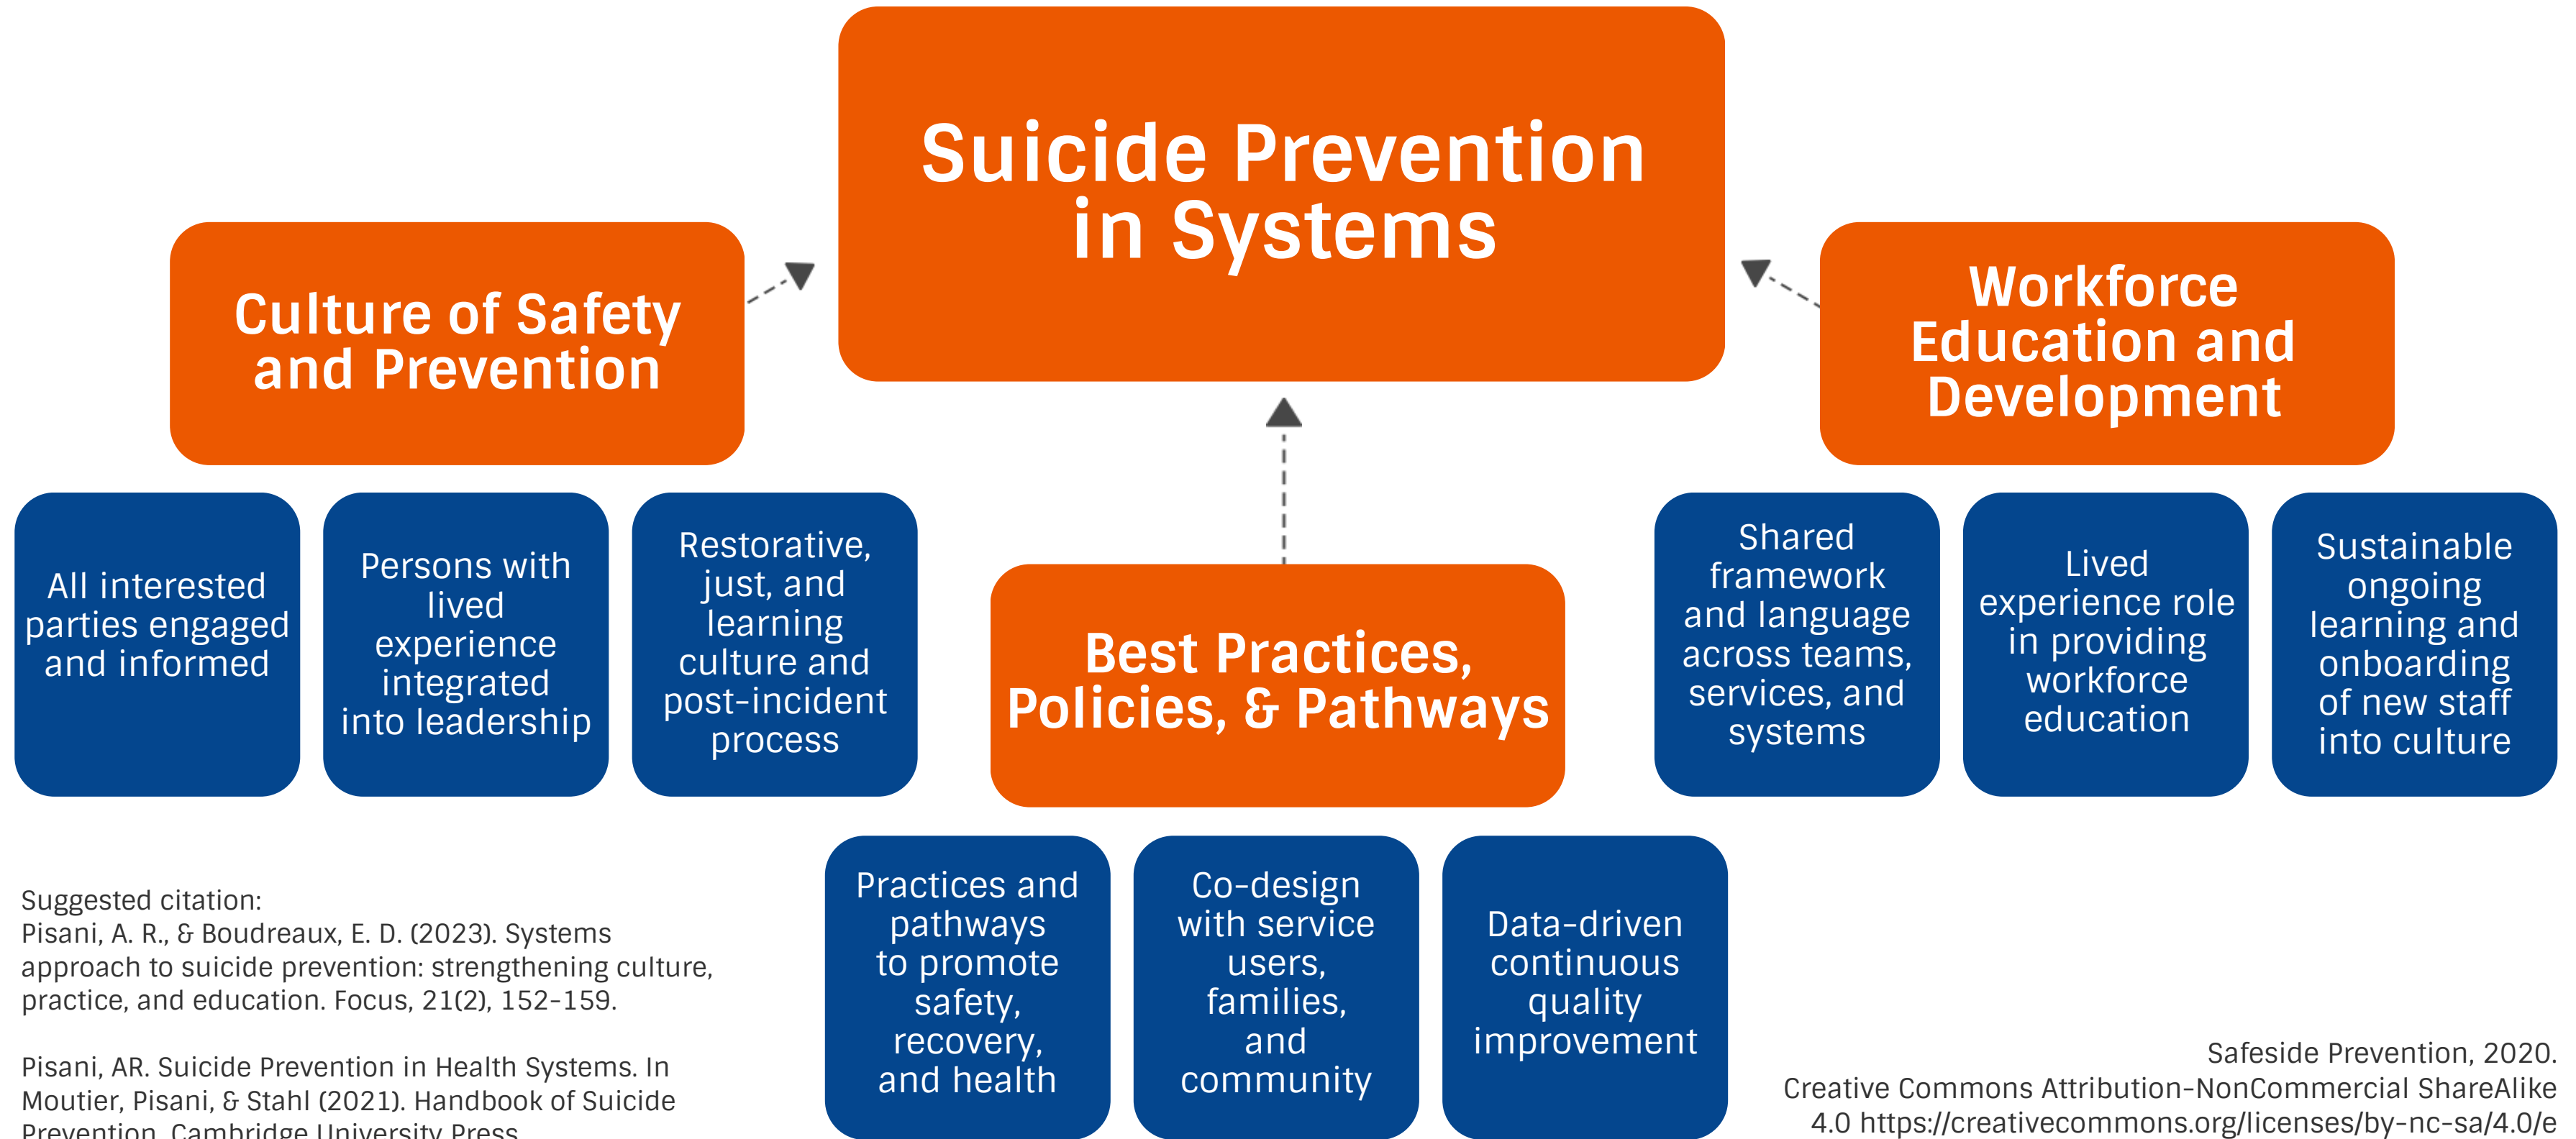 Suicide Prevention
in Systems
Culture of Safety
and Prevention
Workforce
Education and
Development
All interested
parties engaged
and informed
Persons with
lived
experience
integrated
into leadership
Restorative,
just, and
learning
culture and
post-incident
process
Best Practices,
Policies, & Pathways
Shared
framework
and language
across teams,
services, and
systems
Lived
experience role
in providing
workforce
education
Sustainable
ongoing
learning and
onboarding
of new staff
into culture
Practices and
pathways
to promote
safety,
recovery,
and health
Co-design
with service
users,
families,
and
community
Data-driven
continuous
quality
improvement
Suggested citation:
Pisani, A. R., & Boudreaux, E. D. (2023). Systems
approach to suicide prevention: strengthening culture,
practice, and education. Focus, 21(2), 152-159.
Pisani, AR. Suicide Prevention in Health Systems. In
Moutier, Pisani, & Stahl (2021). Handbook of Suicide
Prevention. Cambridge University Press
Safeside Prevention, 2020.
Creative Commons Attribution-NonCommercial ShareAlike
4.0 https://creativecommons.org/licenses/by-nc-sa/4.0/e